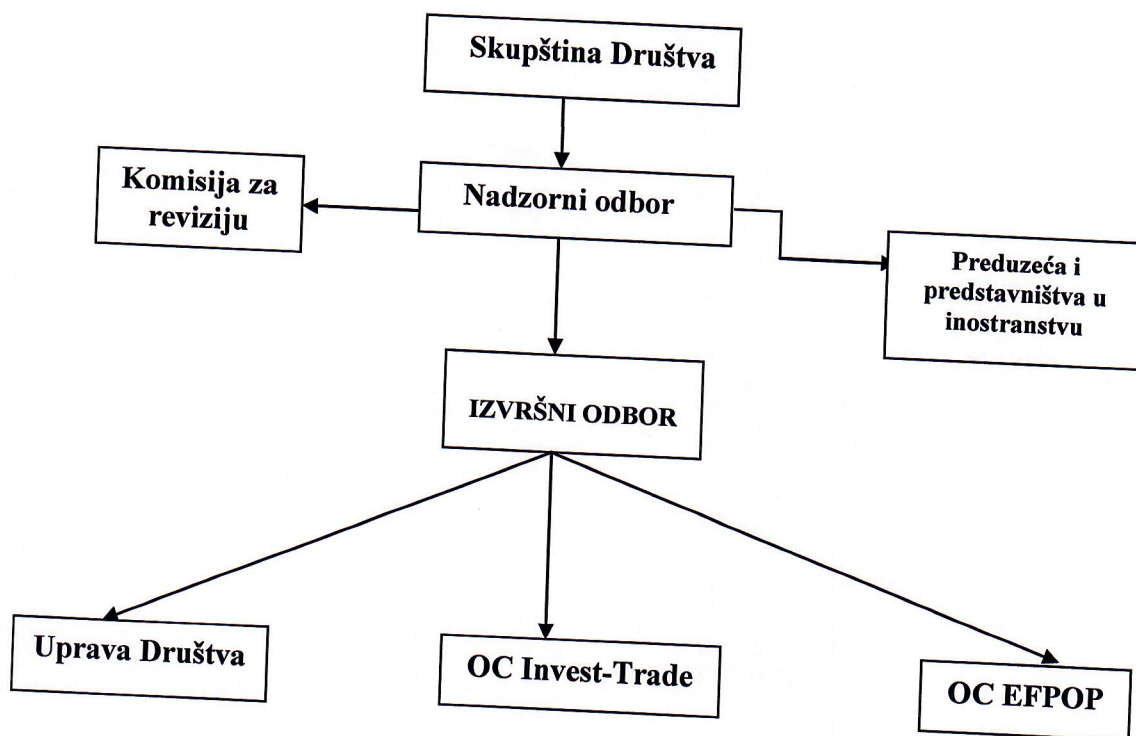 Skupština Društva
Komisija za
reviziju
Nadzorni odbor
Preduzeća i
predstavništva u
inostranstvu
IZVRŠNI ODBOR
Uprava Društva
OC Invest-Trade
OC EFPOP